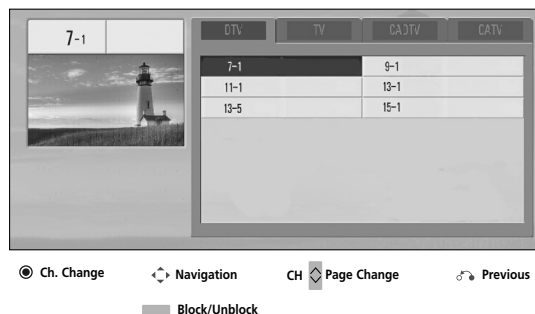 7-1
DTV TV CADTV CATV
7-1 9-1
11-1 13-1
13-5 15-1
Ch. Change Navigation CH Page Change Previous
Block/Unblock